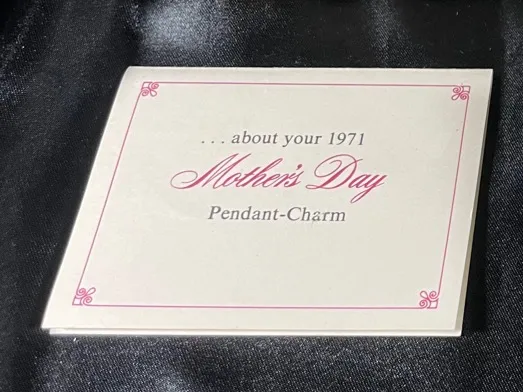 ... about your 1971
Mother's Day
Pendant-Charm